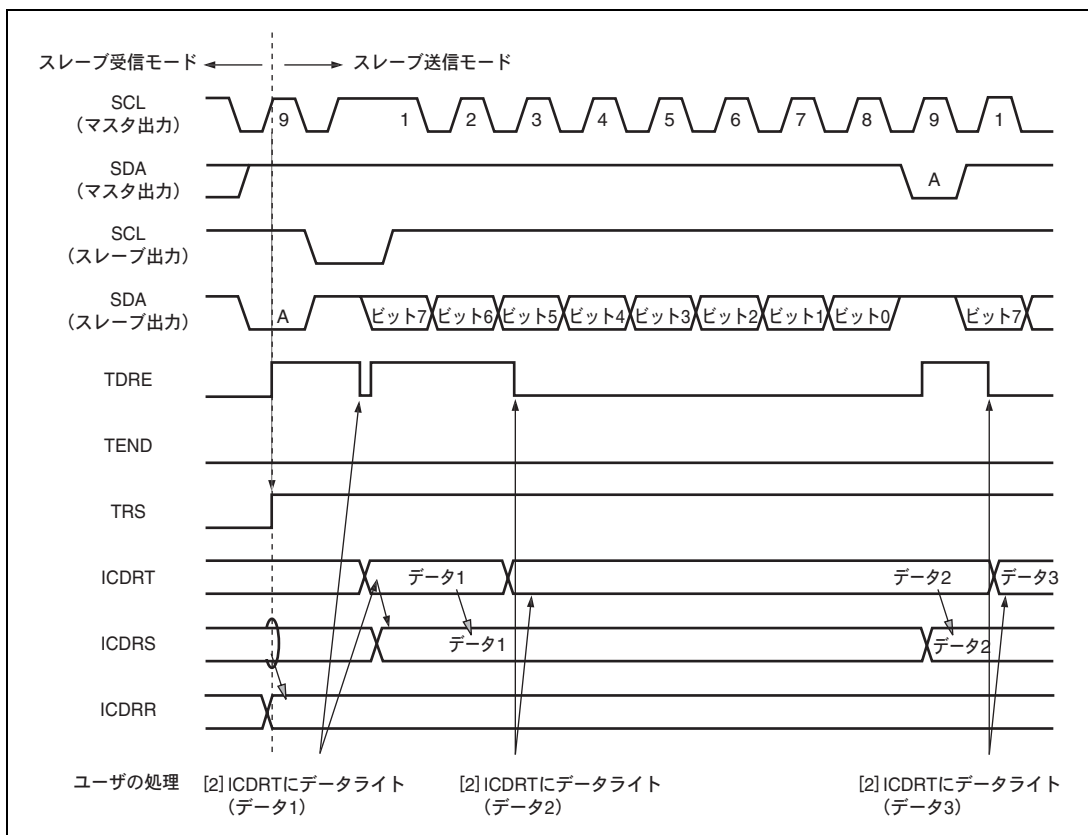 スレーブ受信モード スレーブ送信モード
SCL
(マスタ出力)
9 1 2 3 4 5 6 7 8 9 1
SDA
(マスタ出力)
A
SCL
(スレーブ出力)
SDA
(スレーブ出力)
A ビット7 ビット6 ビット5 ビット4 ビット3 ビット2 ビット1 ビット0 ビット7
TDRE
TEND
TRS
ICDRT
データ1 データ2 データ3
ICDRS
データ1 データ2
ICDRR
ユーザの処理
[2] ICDRTにデータライト
(データ1)
[2] ICDRTにデータライト
(データ2)
[2] ICDRTにデータライト
(データ3)